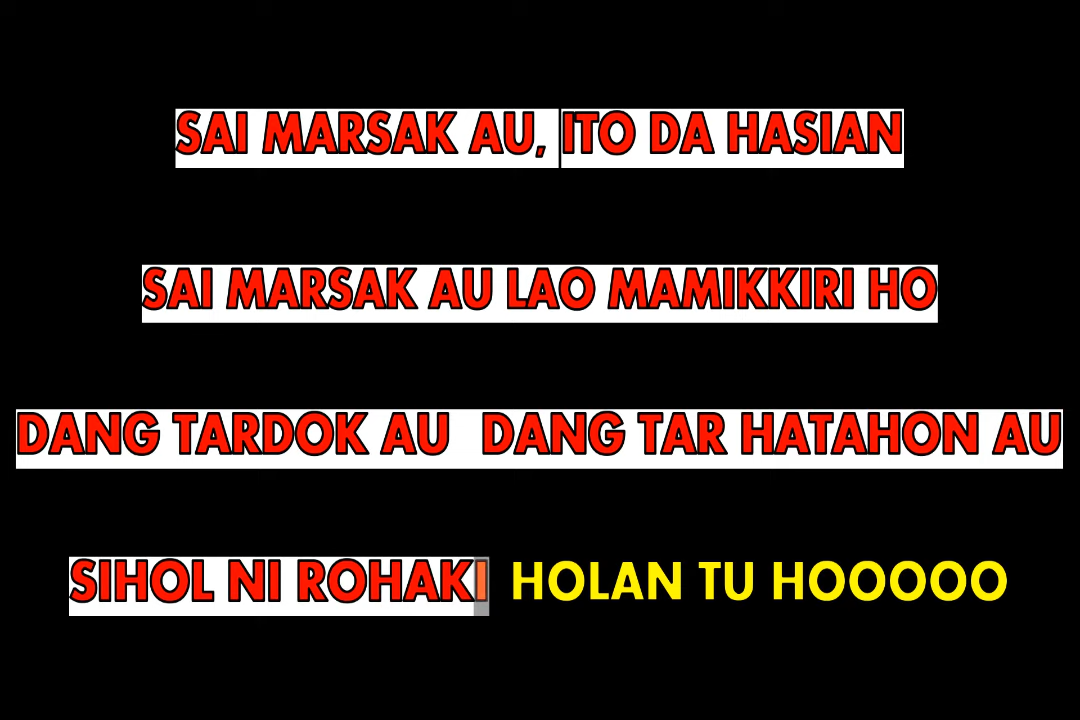 SAI MARSAK AU, ITO DA HASIAN
SAI MARSAK AU LAO MAMIKKIRI HO
DANG TARDOK AU  DANG TAR HATAHON AU
SIHOL NI ROHAKI  HOLAN TU HOOOOO